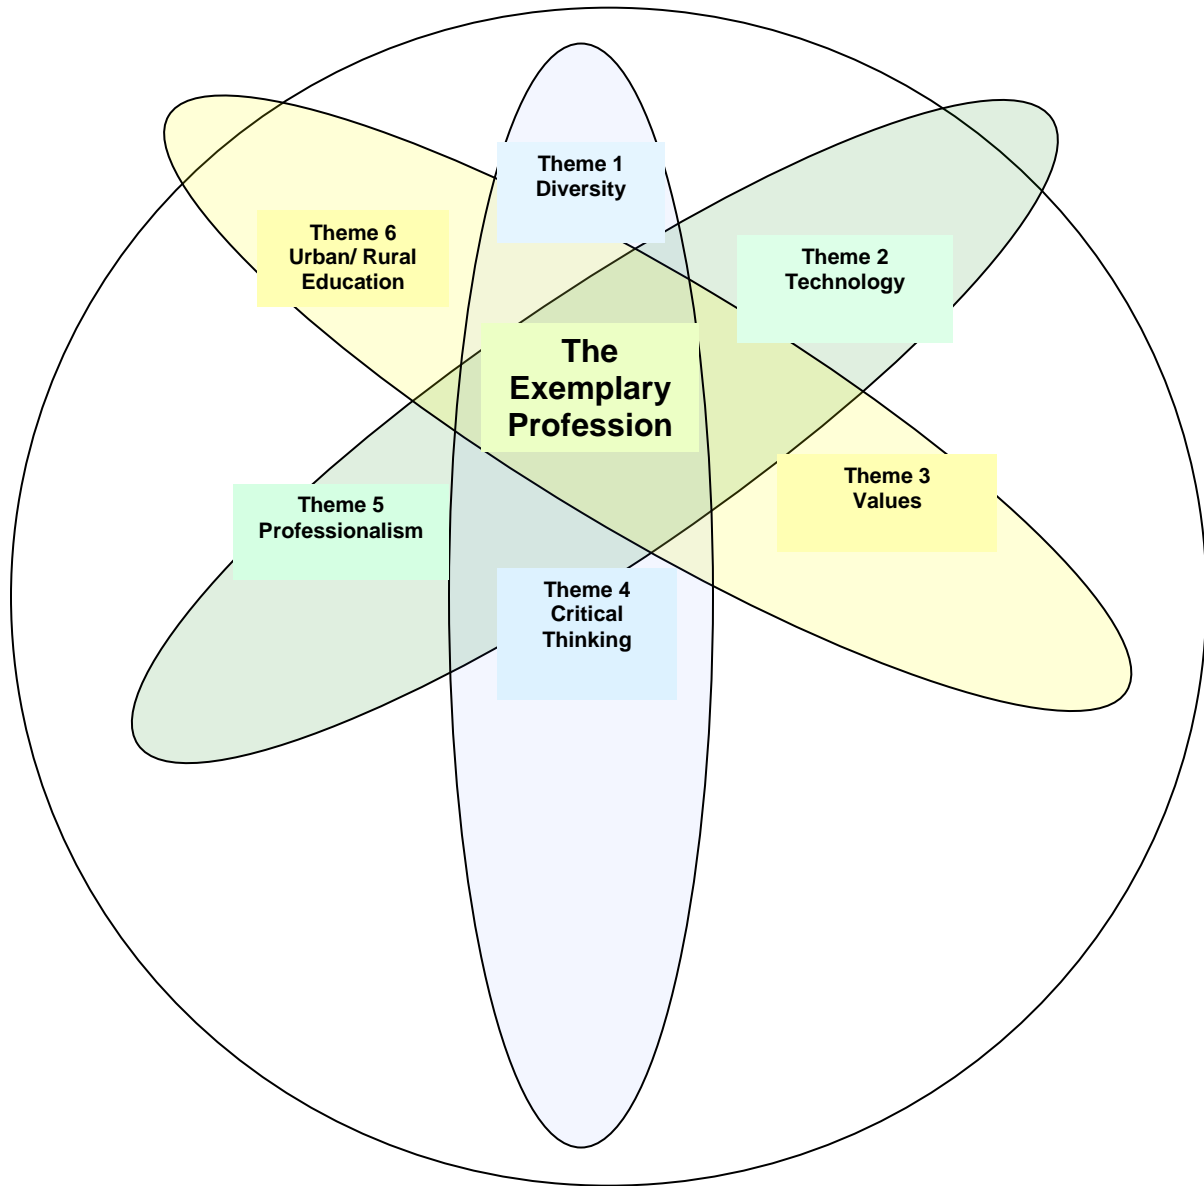 Theme 1
Diversity
Theme 6
Urban/ Rural
Education
Theme 2
Technology
The
Exemplary
Profession
Theme 3
Values
Theme 5
Professionalism
Theme 4
Critical
Thinking